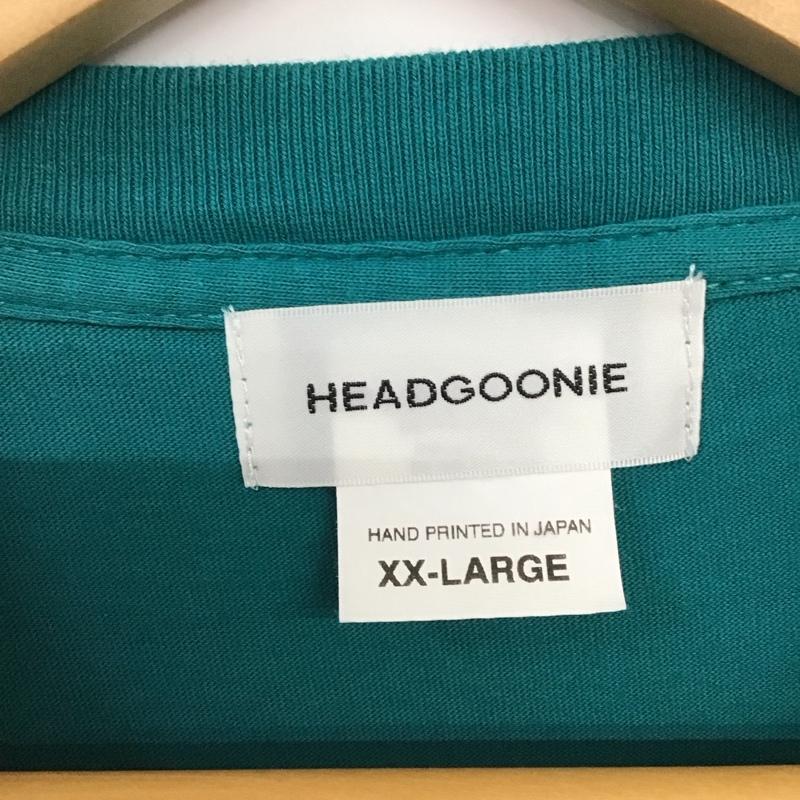 HEADGOONIE
HAND PRINTED IN JAPAN
XX-LARGE